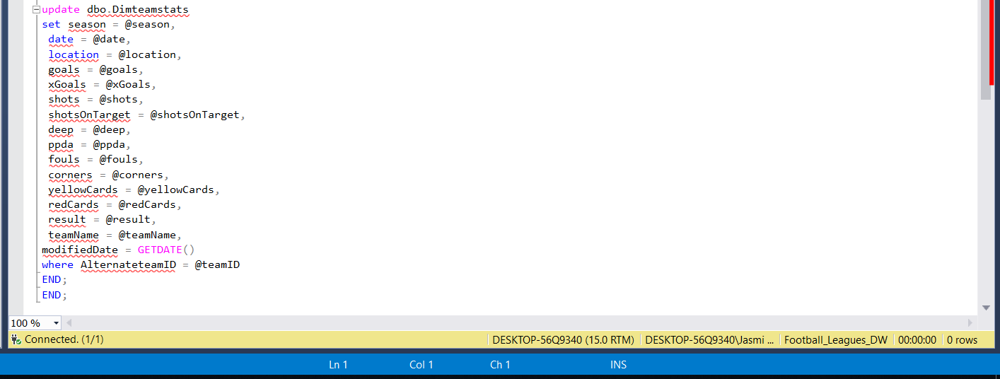 update dbo.Dimteamstats
set season = @season,
date = @date,
location = @location,
goals = @goals,
xGoals = @xGoals,
shots = @shots,
shotsOnTarget = @shotsOnTarget,
deep = @deep,
ppda = @ppda,
fouls = @fouls,
corners = @corners,
yellowCards = @yellowCards,
redCards = @redCards,
result = @result,
teamName = @teamName,
modifiedDate = GETDATE()
where AlternateteamID = @teamID
END;
END;
100 %
Connected. (1/1) DESKTOP-56Q9340 (15.0 RTM) DESKTOP-56Q9340\Jasmi ... Football_Leagues_DW 00:00:00 0 rows
Ln 1 Col 1 Ch 1 INS